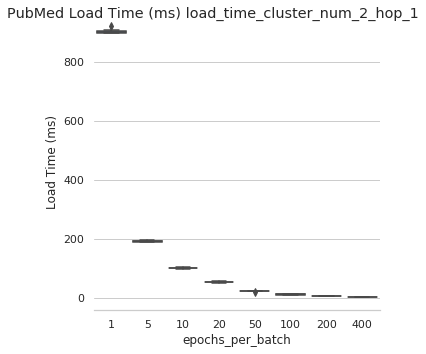 PubMed Load Time (ms) load_time_cluster_num_2_hop_1
800
600
400
200
0
Load Time (ms)
1 5 10 20 50 100 200 400
epochs_per_batch